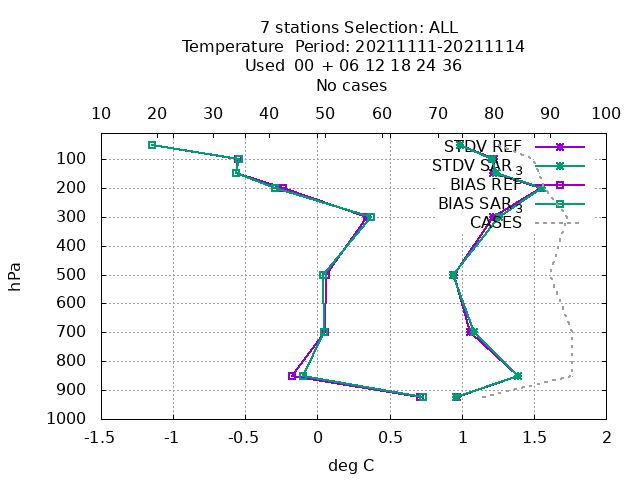 7 stations Selection: ALL
Temperature  Period: 20211111-20211114
Used  00 + 06 12 18 24 36
No cases
10 20 30 40 50 60 70 80 90 100
STDV REF
STDV SAR_3
BIAS REF
BIAS SAR_3
CASES
hPa
100
200
300
400
500
600
700
800
900
1000
-1.5 -1 -0.5 0 0.5 1 1.5 2
deg C